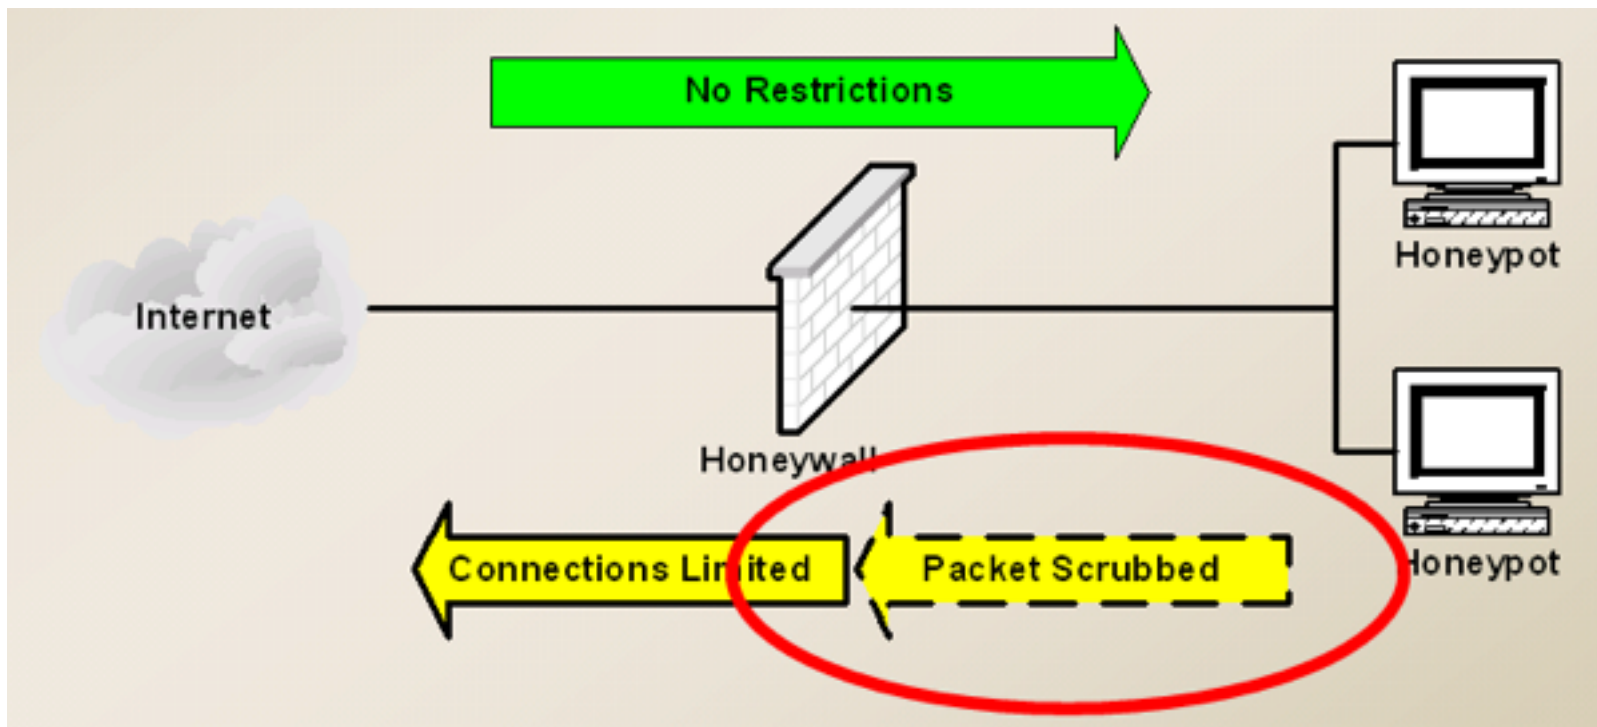 No Restrictions
Honeypot
Internet
Honeywall
Connections Limited
Packet Scrubbed
Honeypot